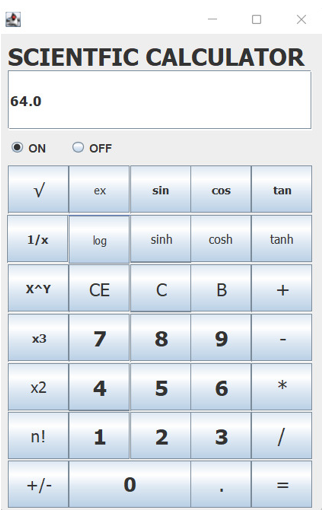 SCIENTFIC CALCULATOR
64.0
ON OFF
√ ex sin cos tan
1/x log sinh cosh tanh
X^Y CE C B +
x3 7 8 9 -
x2 4 5 6 *
n! 1 2 3 /
+/- 0 . =